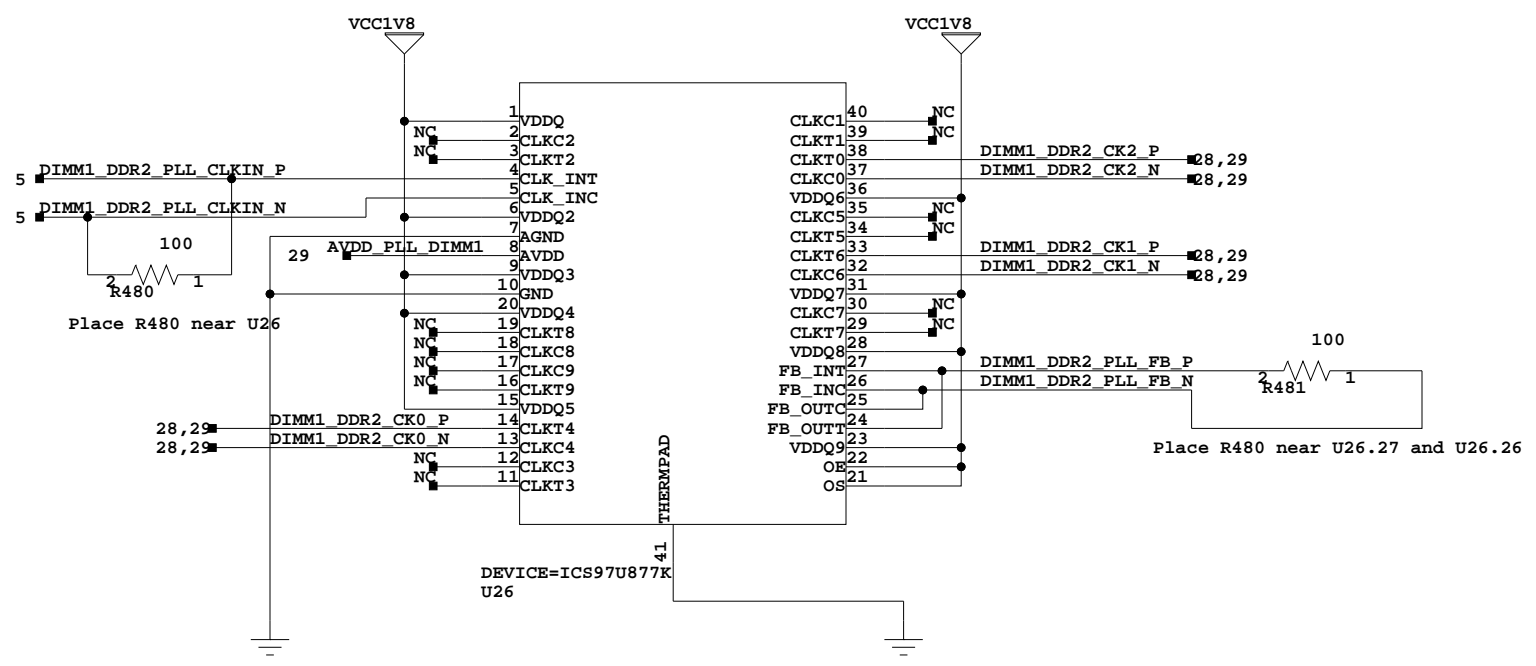 VCC1V8 VCC1V8
1 VDDQ CLKC1 40 NC
NC 2 CLKC2 CLKT1 39 NC
NC 3 CLKT2 CLKT0 38 DIMM1_DDR2_CK2_P 28,29
5 DIMM1_DDR2_PLL_CLKIN_P 4 CLK_INT CLKC0 37 DIMM1_DDR2_CK2_N 28,29
5 CLK_INC VDDQ6 36
5 DIMM1_DDR2_PLL_CLKIN_N 6 VDDQ2 CLKC5 35 NC
7 AGND CLKT5 34 NC
100
29 AVDD_PLL_DIMM1 8 AVDD CLKT6 33 DIMM1_DDR2_CK1_P 28,29
2 R480 1 9 VDDQ3 CLKC6 32 DIMM1_DDR2_CK1_N 28,29
10 GND VDDQ7 31
20 VDDQ4 CLKC7 30 NC
Place R480 near U26
NC 19 CLKT8 CLKT7 29 NC
NC 18 CLKC8 VDDQ8 28
100
NC 17 CLKC9 FB_INT 27 DIMM1_DDR2_PLL_FB_P 2 R481 1
NC 16 CLKT9 FB_INC 26 DIMM1_DDR2_PLL_FB_N
15 VDDQ5 FB_OUTC 25
28,29 DIMM1_DDR2_CK0_P 14 CLKT4 FB_OUTT 24
28,29 DIMM1_DDR2_CK0_N 13 CLKC4 VDDQ9 23 Place R480 near U26.27 and U26.26
NC 12 CLKC3 OE 22
NC 11 CLKT3 OS 21
THERMPAD
41
DEVICE=ICS97U877K
U26